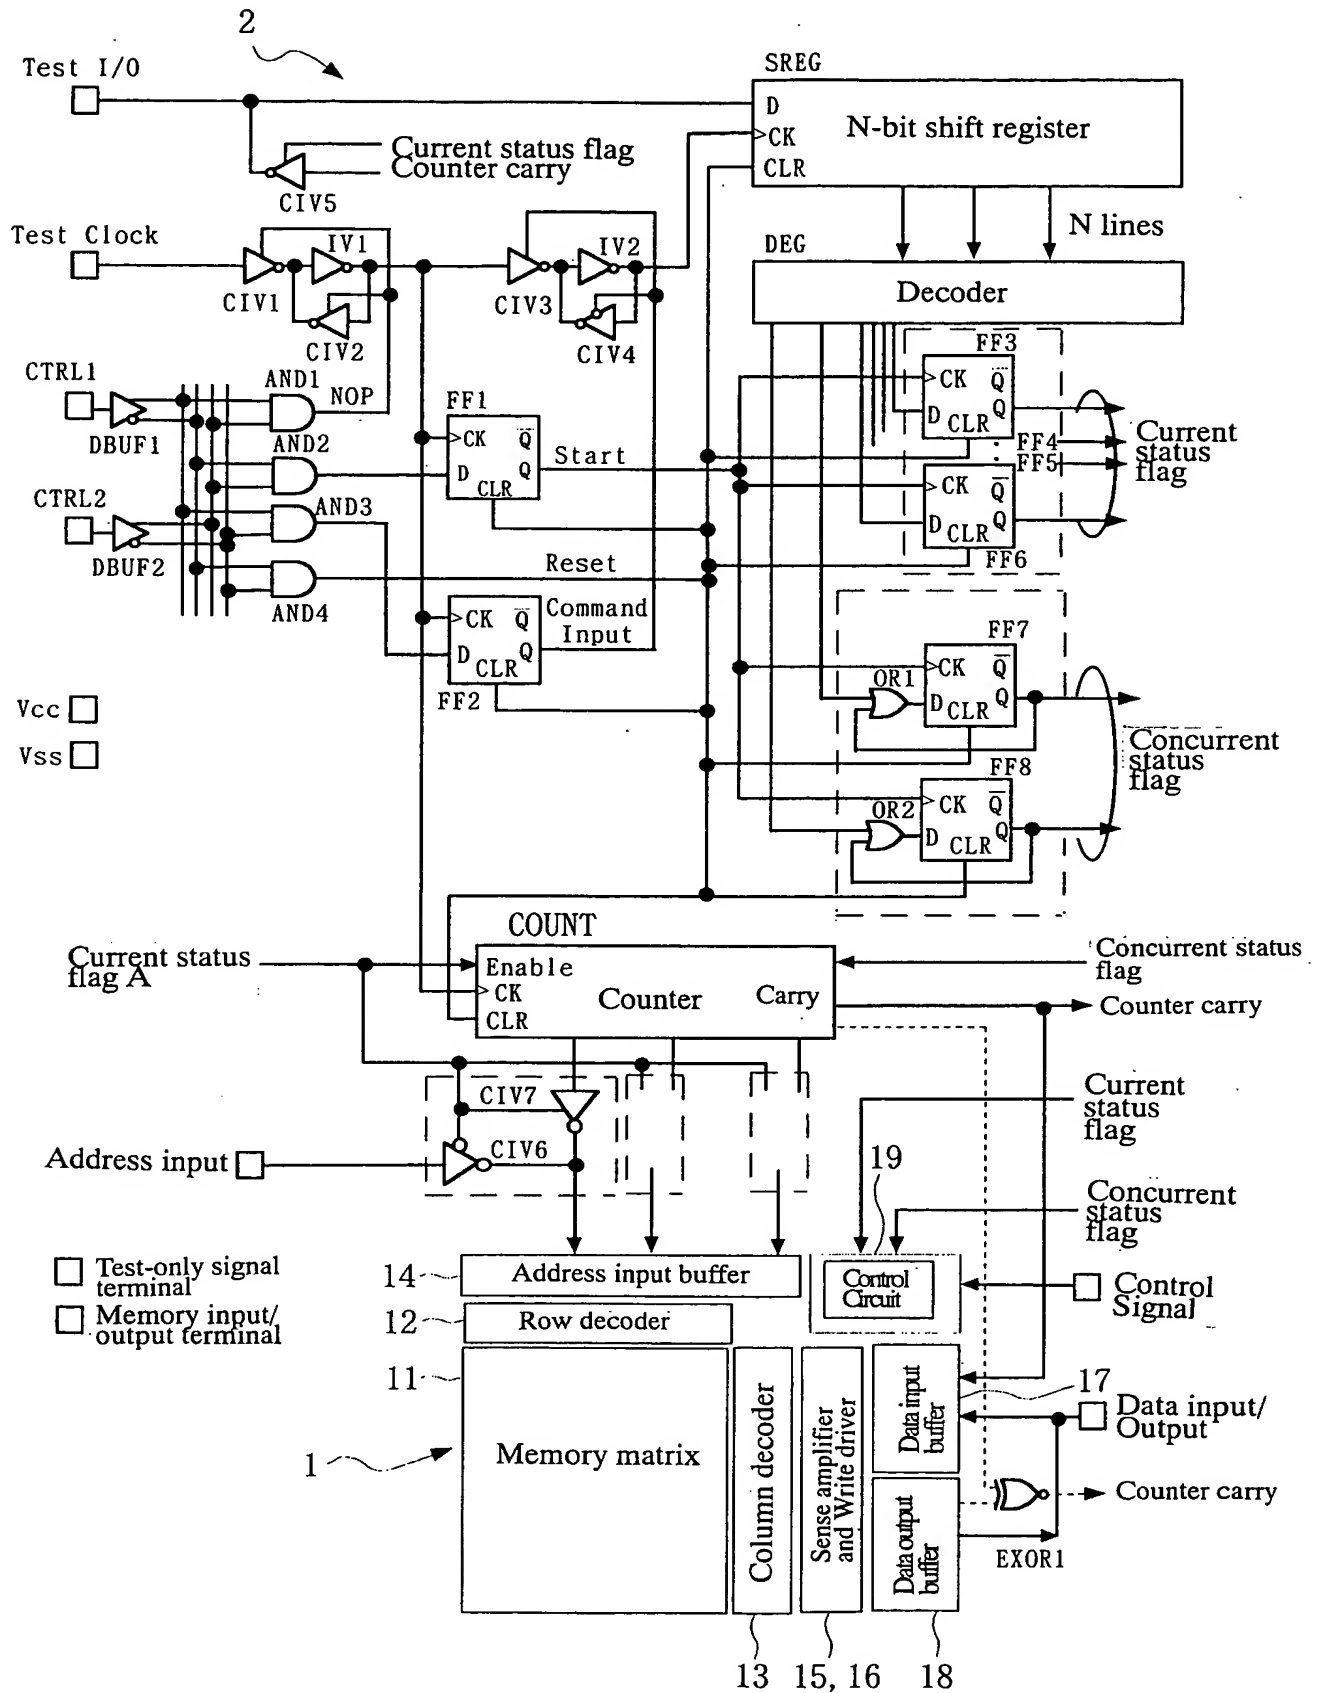 2
Test I/O
SREG
D
CK
CLR
N-bit shift register
Current status flag
Counter carry
CIV5
Test Clock
IV1
CIV1
CIV2
IV2
CIV3
CIV4
N lines
DEG
Decoder
CTRL1
DBUF1
AND1
NOP
AND2
CTRL2
DBUF2
AND3
AND4
FF1
CK
Q
D
Q
CLR
Start
Reset
Command
Input
CK
Q
D
Q
CLR
FF2
FF3
CK
Q
D
Q
CLR
FF4
FF5
CK
Q
D
Q
CLR
FF6
Current
status
flag
FF7
CK
Q
OR1
D
Q
CLR
FF8
CK
Q
OR2
D
Q
CLR
Concurrent
status
flag
Vcc
Vss
COUNT
Current status
flag A
Enable
CK
CLR
Counter
Carry
Concurrent status
flag
Counter carry
CIV7
CIV6
Address input
Current
status
flag
19
Concurrent
status
flag
Test-only signal
terminal
Memory input/
output terminal
14
Address input buffer
Control
Circuit
Control
Signal
12
Row decoder
11
Memory matrix
1
Column decoder
Sense amplifier
and Write driver
Data input
buffer
17
Data input/
Output
Data output
buffer
Counter carry
EXOR1
13
15, 16
18